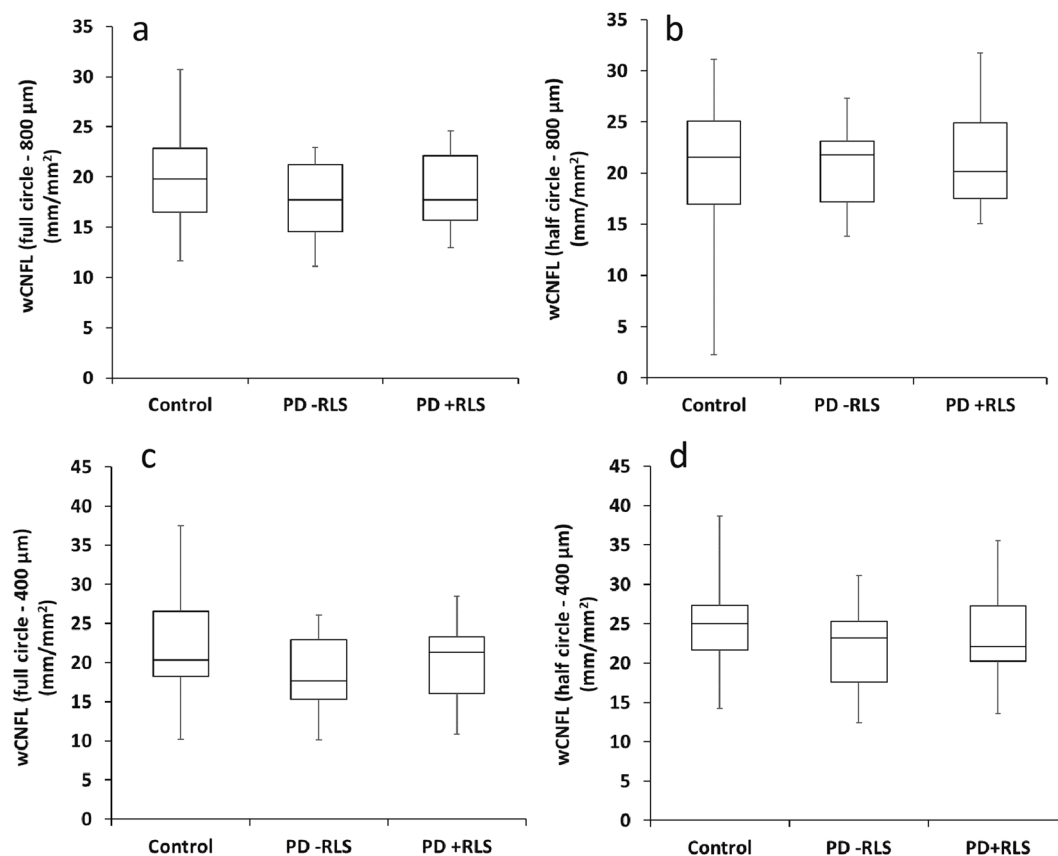 a
wCNFL (full circle - 800 µm)
(mm/mm²)
35
30
25
20
15
10
5
0
Control PD -RLS PD +RLS
b
wCNFL (half circle - 800 µm)
(mm/mm²)
35
30
25
20
15
10
5
0
Control PD -RLS PD +RLS
c
wCNFL (full circle - 400 µm)
(mm/mm²)
45
40
35
30
25
20
15
10
5
0
Control PD -RLS PD +RLS
d
wCNFL (half circle - 400 µm)
(mm/mm²)
45
40
35
30
25
20
15
10
5
0
Control PD -RLS PD+RLS